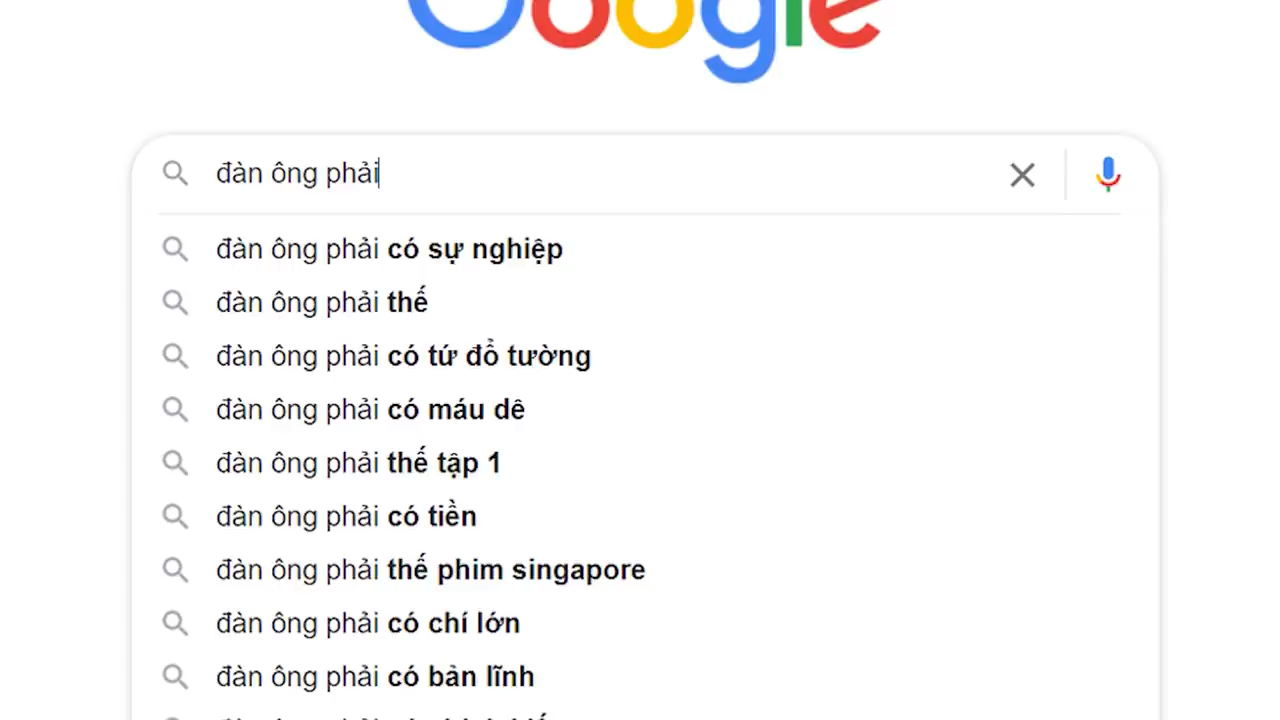 Google
đàn ông phải
đàn ông phải có sự nghiệp
đàn ông phải thế
đàn ông phải có tứ đổ tường
đàn ông phải có máu dê
đàn ông phải thế tập 1
đàn ông phải có tiền
đàn ông phải thế phim singapore
đàn ông phải có chí lớn
đàn ông phải có bản lĩnh